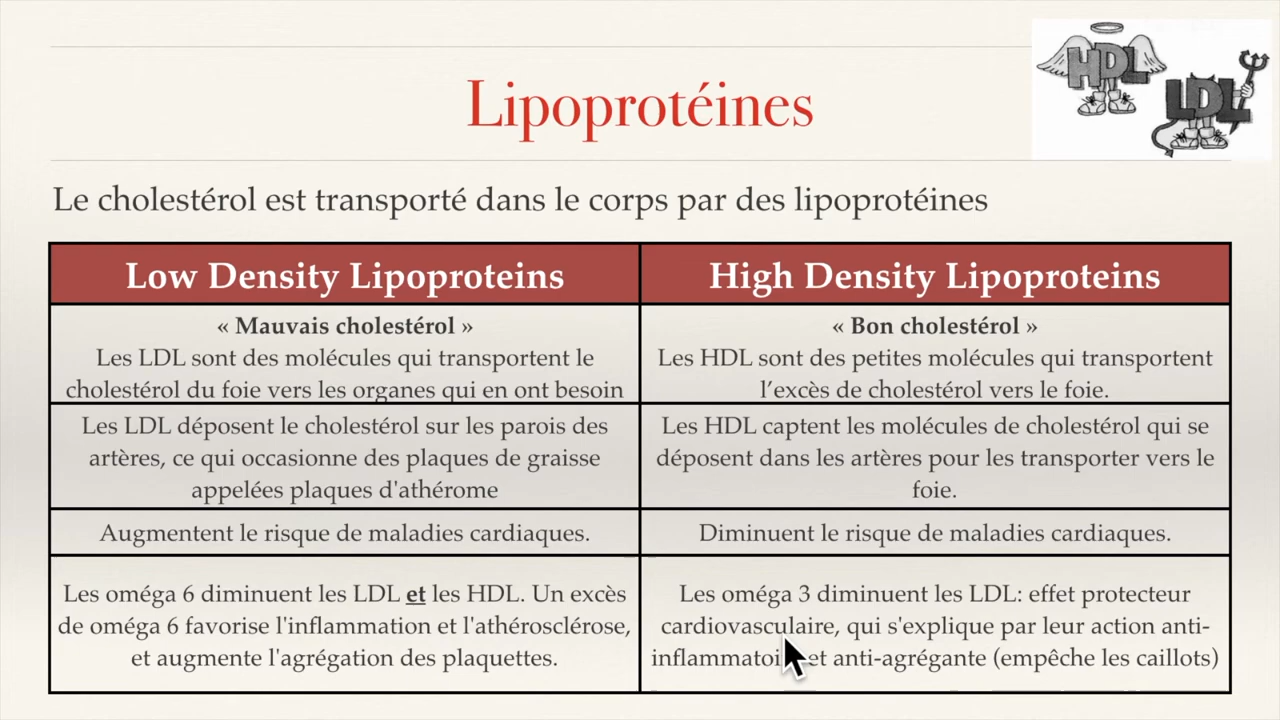 HDL
LDL
Lipoprotéines
Le cholestérol est transporté dans le corps par des lipoprotéines
Low Density Lipoproteins
High Density Lipoproteins
« Mauvais cholestérol »
Les LDL sont des molécules qui transportent le
cholestérol du foie vers les organes qui en ont besoin
« Bon cholestérol »
Les HDL sont des petites molécules qui transportent
l’excès de cholestérol vers le foie.
Les LDL déposent le cholestérol sur les parois des
artères, ce qui occasionne des plaques de graisse
appelées plaques d'athérome
Les HDL captent les molécules de cholestérol qui se
déposent dans les artères pour les transporter vers le
foie.
Augmentent le risque de maladies cardiaques.
Diminuent le risque de maladies cardiaques.
Les oméga 6 diminuent les LDL et les HDL. Un excès
de oméga 6 favorise l'inflammation et l'athérosclérose,
et augmente l'agrégation des plaquettes.
Les oméga 3 diminuent les LDL: effet protecteur
cardiovasculaire, qui s'explique par leur action anti-
et anti-agrégante (empêche les caillots)